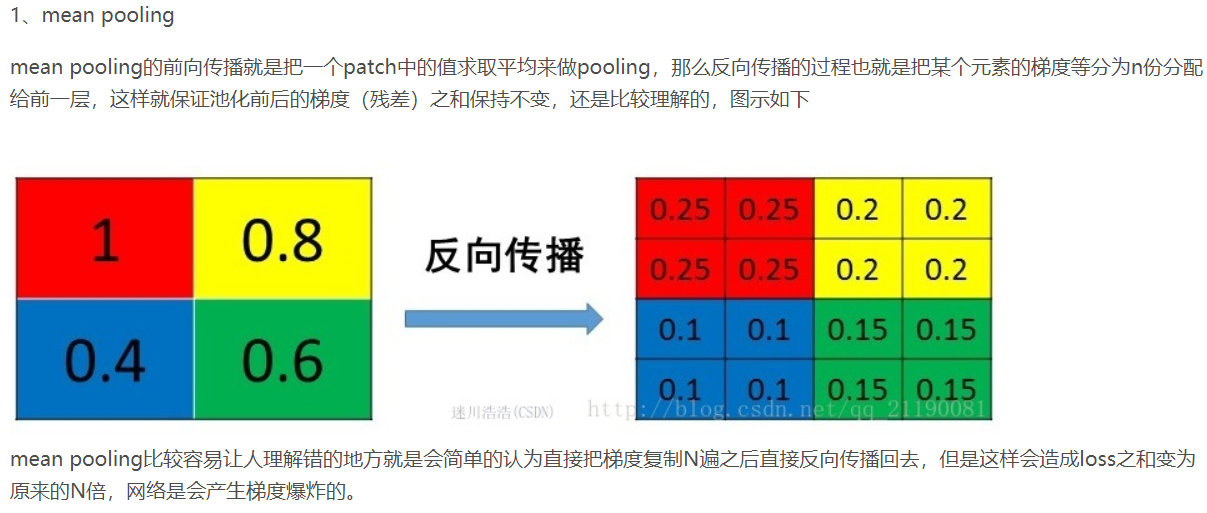 1、mean pooling
mean pooling的前向传播就是把一个patch中的值求取平均来做pooling，那么反向传播的过程也就是把某个元素的梯度等分为n份分配
给前一层，这样就保证池化前后的梯度（残差）之和保持不变，还是比较理解的，图示如下
1 0.8
0.4 0.6
反向传播
0.25 0.25 0.2 0.2
0.25 0.25 0.2 0.2
0.1 0.1 0.15 0.15
0.1 0.1 0.15 0.15
迷川浩浩(CSDN) http://blog.csdn.net/qq_21190081
mean pooling比较容易让人理解错的地方就是会简单的认为直接把梯度复制N遍之后直接反向传播回去，但是这样会造成loss之和变为
原来的N倍，网络是会产生梯度爆炸的。